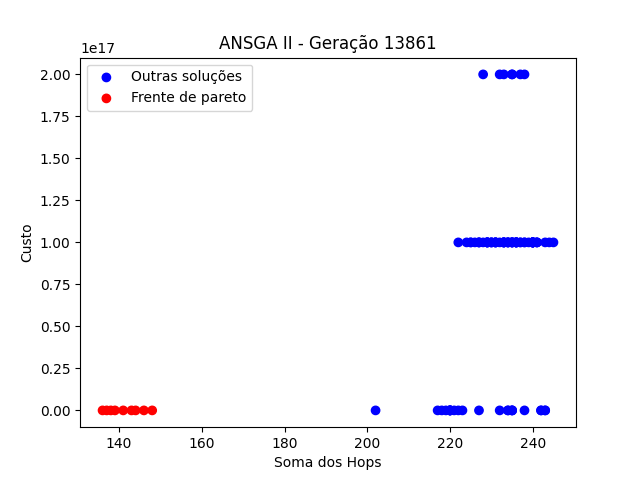 ANSGA II - Geração 13861
1e17
Outras soluções
Frente de pareto
2.00
1.75
1.50
1.25
1.00
0.75
0.50
0.25
0.00
Custo
140 160 180 200 220 240
Soma dos Hops